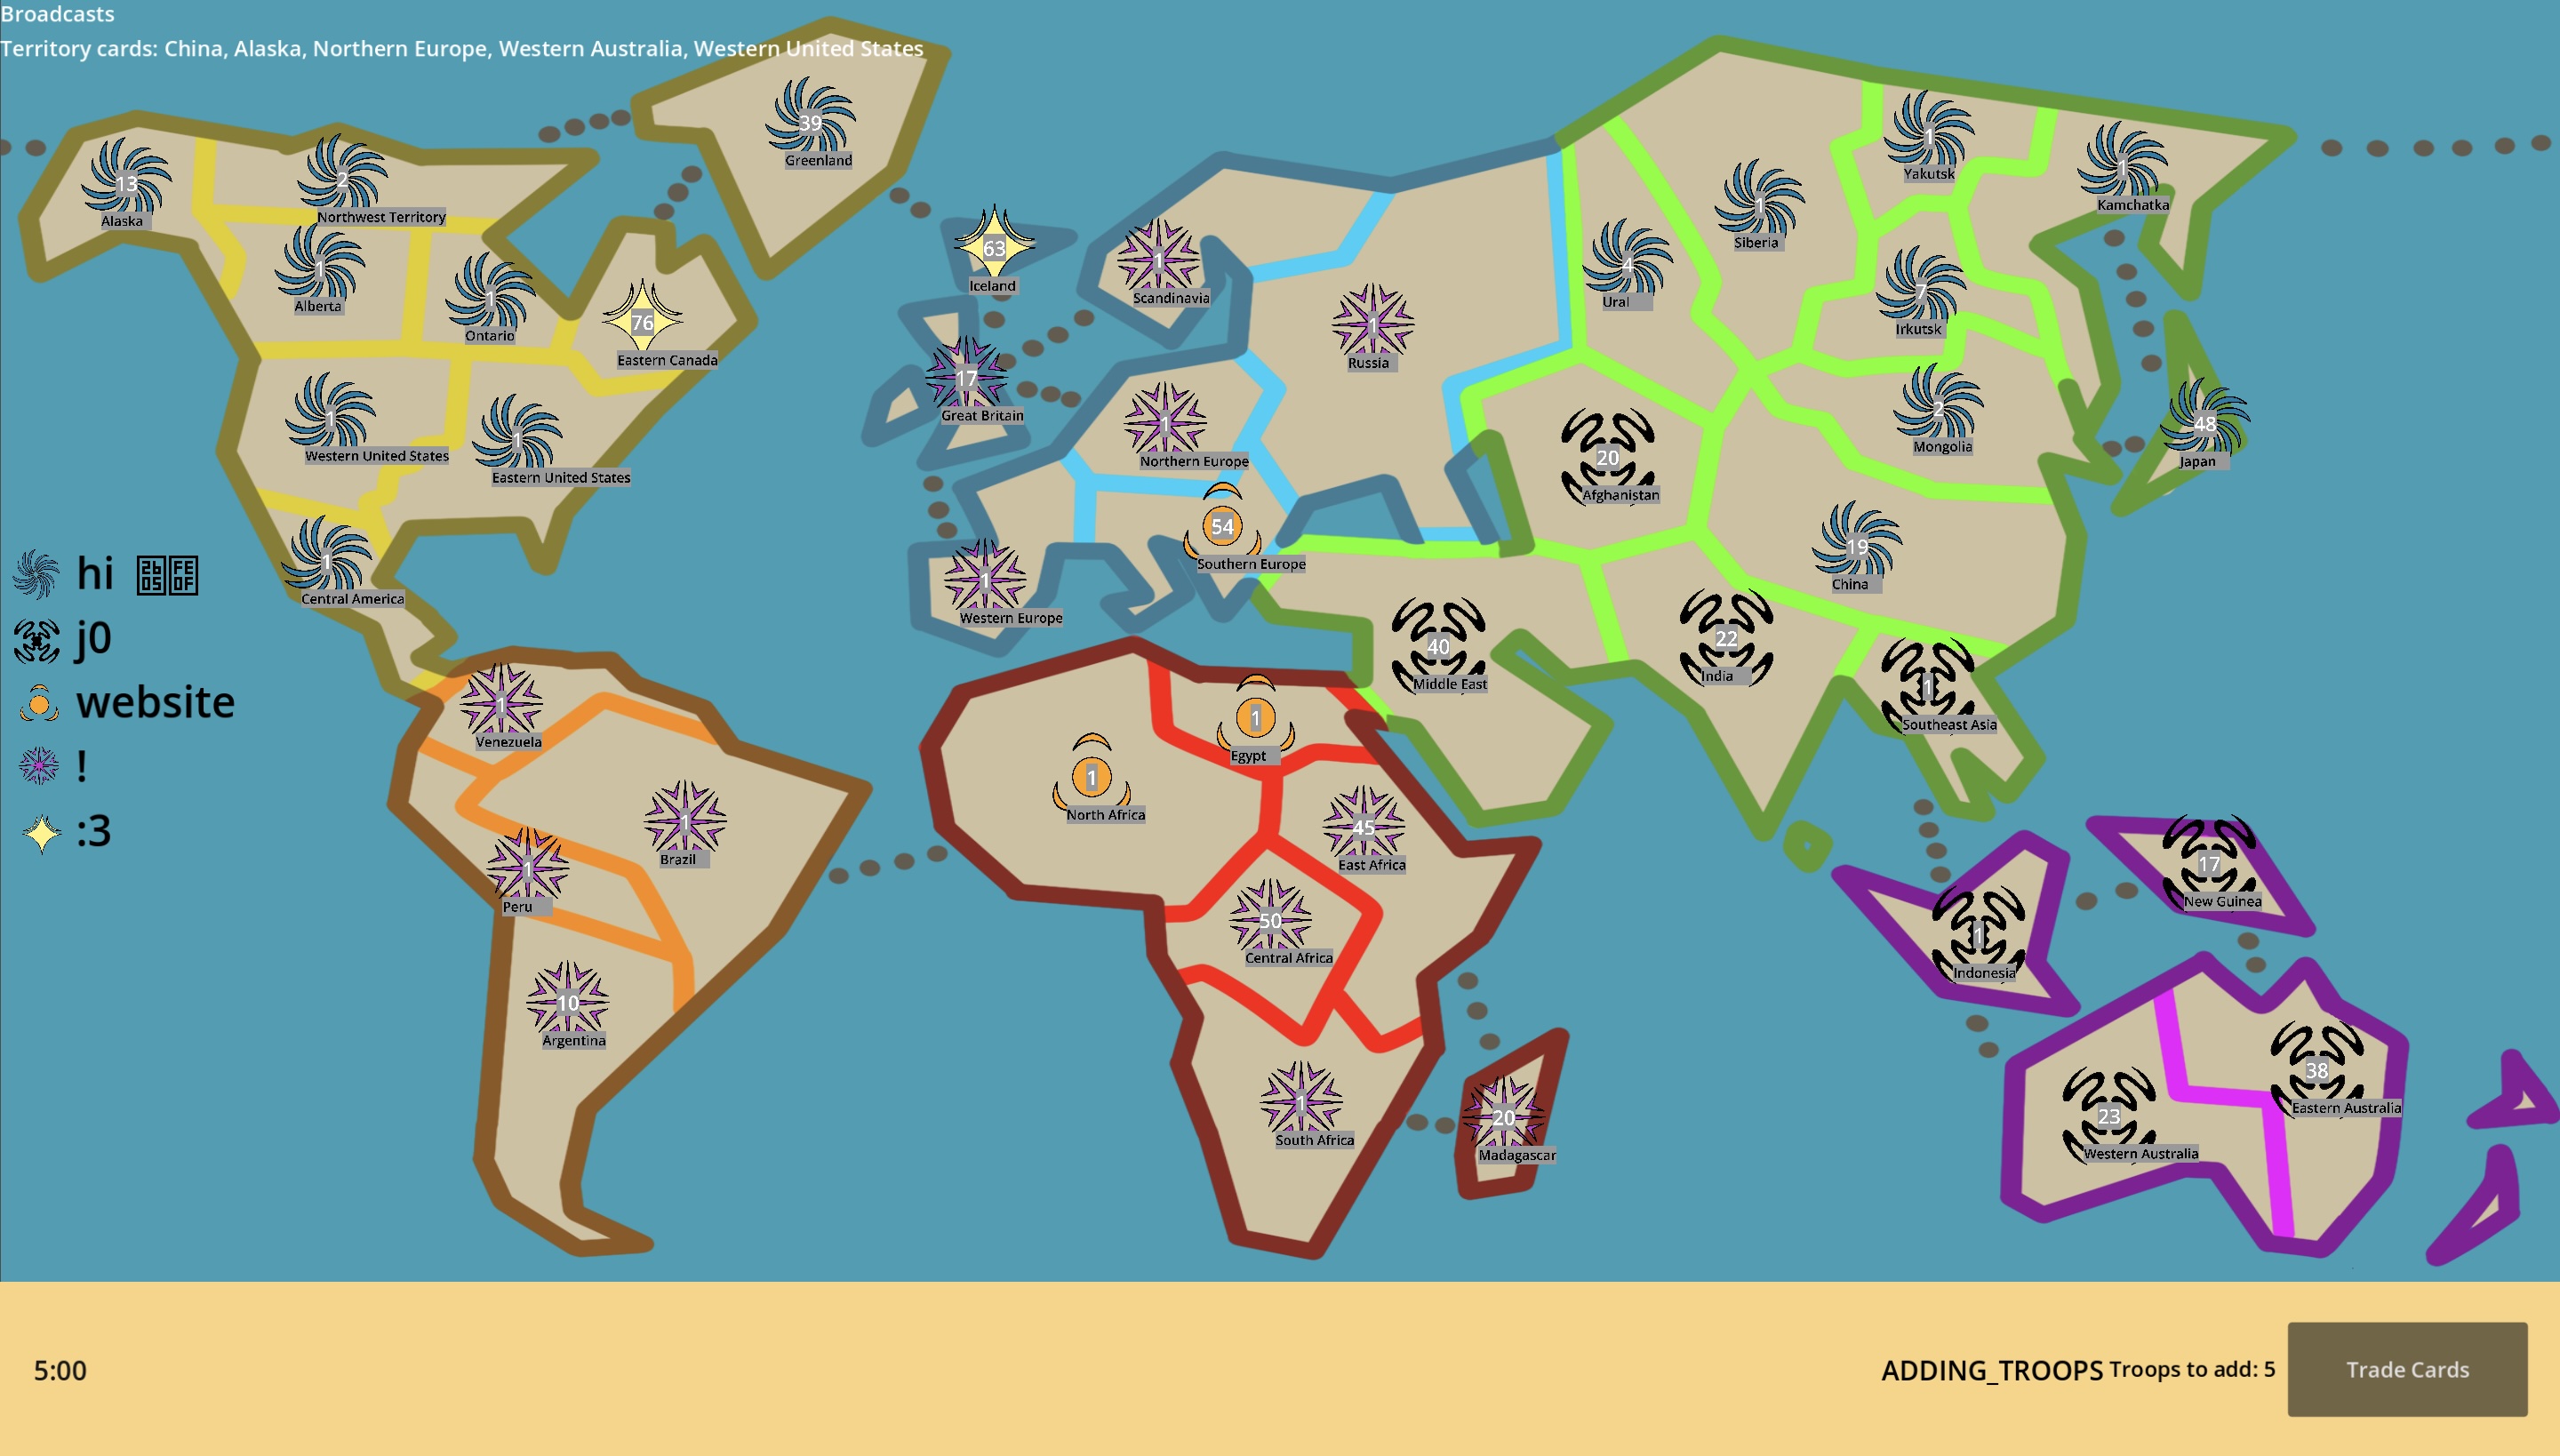 Broadcasts
Territory cards: China, Alaska, Northern Europe, Western Australia, Western United States
39
Greenland
1
Yakutsk
13
Alaska
2
Northwest Territory
1
Kamchatka
1
Siberia
63
Iceland
1
Scandinavia
4
Ural
1
Alberta
1
Ontario
7
Irkutsk
76
Eastern Canada
1
Russia
17
Great Britain
1
Western United States
1
Eastern United States
1
Northern Europe
20
Afghanistan
2
Mongolia
48
Japan
54
Southern Europe
19
China
1
Central America
1
Western Europe
hi
26 05 FE 0F
j0
website
!
:3
40
Middle East
22
India
1
Southeast Asia
1
Venezuela
1
Egypt
1
North Africa
1
Brazil
45
East Africa
1
Peru
17
New Guinea
50
Central Africa
1
Indonesia
10
Argentina
38
Eastern Australia
1
South Africa
20
Madagascar
23
Western Australia
5:00
ADDING_TROOPS Troops to add: 5
Trade Cards